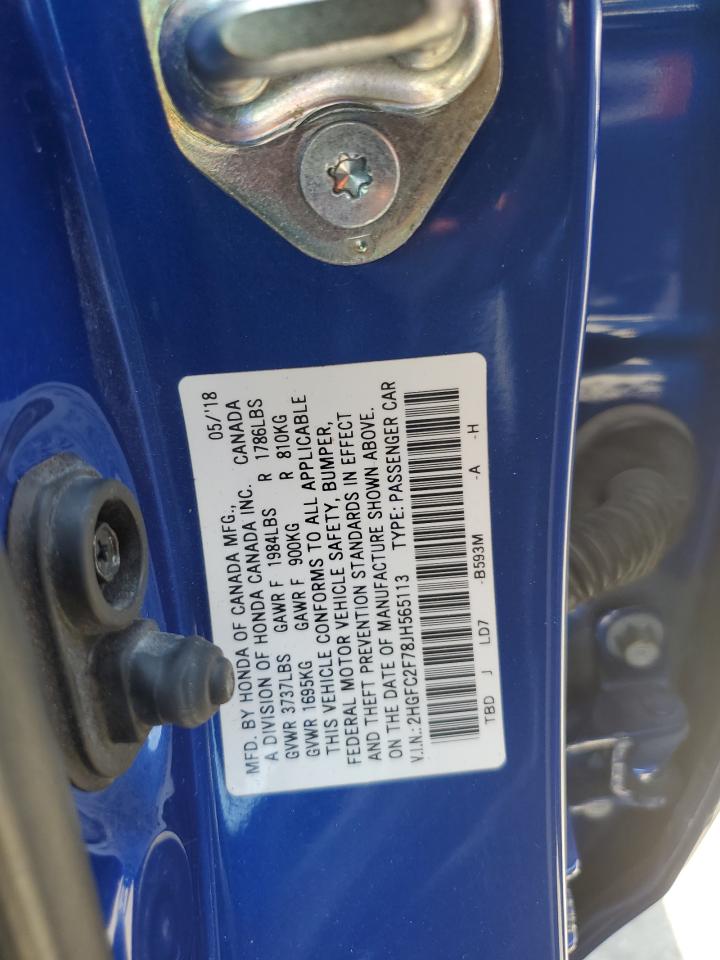 MFD. BY HONDA OF CANADA MFG., 05/'18
A DIVISION OF HONDA CANADA INC. CANADA
GVWR 3737LBS GAWR F 1984LBS R 1786LBS
GVWR 1695KG GAWR F 900KG R 810KG
THIS VEHICLE CONFORMS TO ALL APPLICABLE
FEDERAL MOTOR VEHICLE SAFETY, BUMPER,
AND THEFT PREVENTION STANDARDS IN EFFECT
ON THE DATE OF MANUFACTURE SHOWN ABOVE.
V.I.N.: 2HGFC2F78JH565113 TYPE: PASSENGER CAR
TBD J LD7 -B593M -A -H